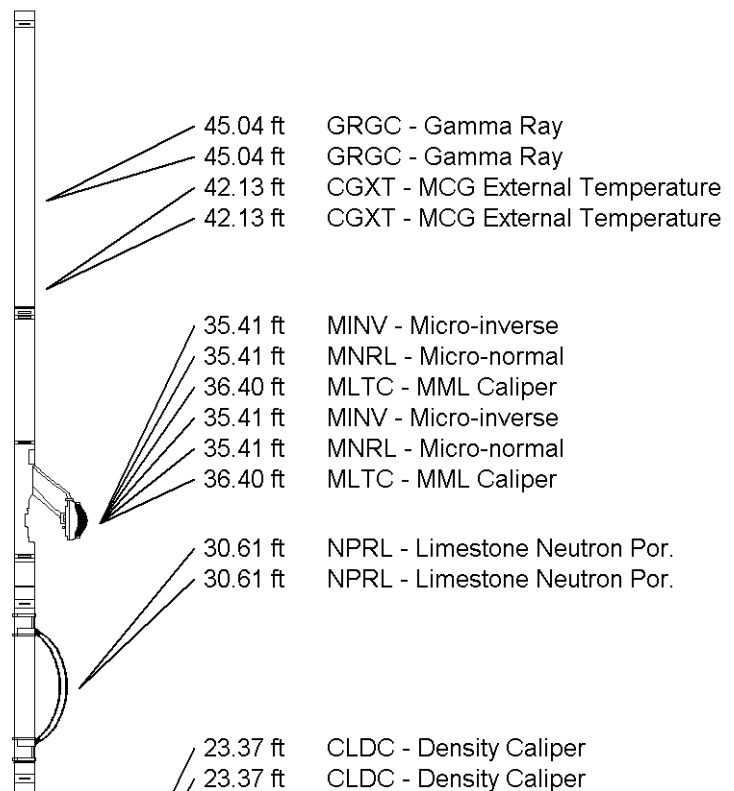 45.04 ft GRGC - Gamma Ray
45.04 ft GRGC - Gamma Ray
42.13 ft CGXT - MCG External Temperature
42.13 ft CGXT - MCG External Temperature
35.41 ft MINV - Micro-inverse
35.41 ft MNRL - Micro-normal
36.40 ft MLTC - MML Caliper
35.41 ft MINV - Micro-inverse
35.41 ft MNRL - Micro-normal
36.40 ft MLTC - MML Caliper
30.61 ft NPRL - Limestone Neutron Por.
30.61 ft NPRL - Limestone Neutron Por.
23.37 ft CLDC - Density Caliper
23.37 ft CLDC - Density Caliper